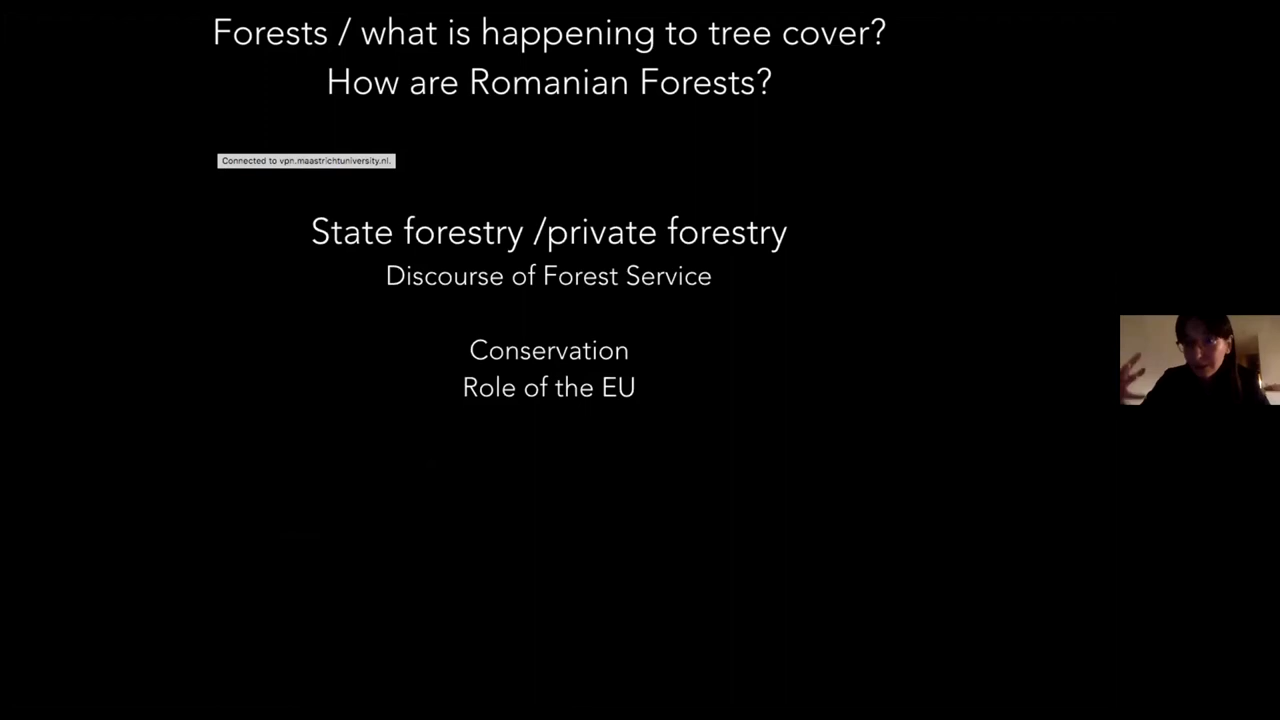 Forests / what is happening to tree cover?
How are Romanian Forests?
Connected to vpn.maastrichtuniversity.nl.
State forestry /private forestry
Discourse of Forest Service
Conservation
Role of the EU